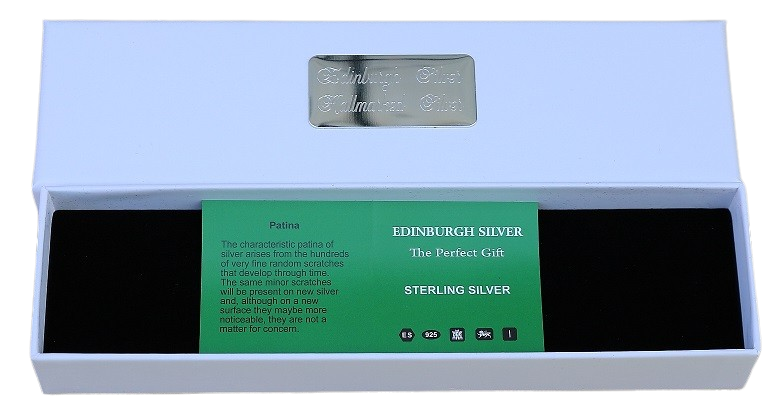 Edinburgh Silver
Hallmarked Silver
Patina
The characteristic patina of
silver arises from the hundreds
of very fine random scratches
that develop through time.
The same minor scratches
will be present on new silver
and, although on a new
surface they maybe more
noticeable, they are not a
matter for concern.
EDINBURGH SILVER
The Perfect Gift
STERLING SILVER
ES 925